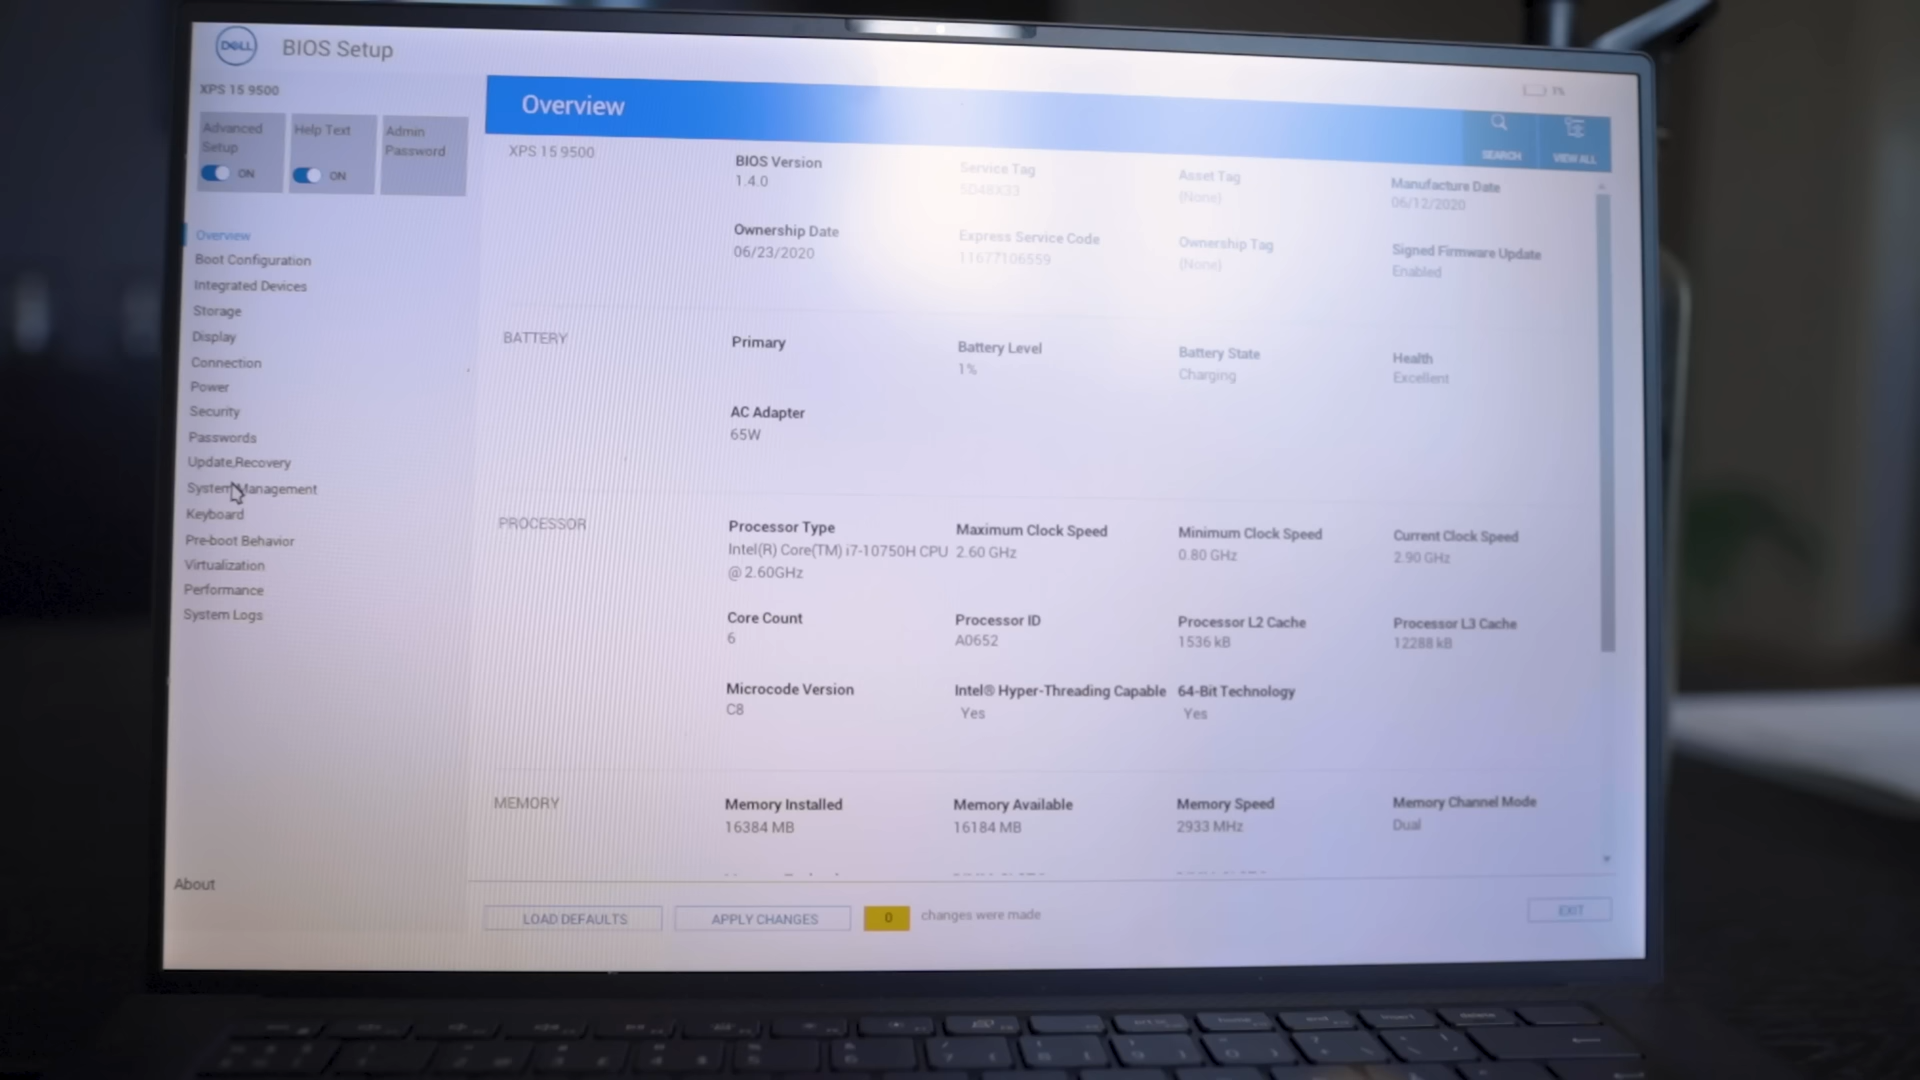 DELL
BIOS Setup
XPS 15 9500
Advanced Setup
ON
Help Text
ON
Admin Password
Overview
Boot Configuration
Integrated Devices
Storage
Display
Connection
Power
Security
Passwords
Update,Recovery
System Management
Keyboard
Pre-boot Behavior
Virtualization
Performance
System Logs
About
Overview
SEARCH
VIEW ALL
1%
XPS 15 9500
BIOS Version
1.4.0
Service Tag
Asset Tag
(None)
Manufacture Date
06/12/2020
Ownership Date
06/23/2020
Express Service Code
11677106559
Ownership Tag
(None)
Signed Firmware Update
Enabled
BATTERY
Primary
Battery Level
1%
Battery State
Charging
Health
Excellent
AC Adapter
65W
PROCESSOR
Processor Type
Intel(R) Core(TM) i7-10750H CPU
@ 2.60GHz
Maximum Clock Speed
2.60 GHz
Minimum Clock Speed
0.80 GHz
Current Clock Speed
2.90 GHz
Core Count
6
Processor ID
A0652
Processor L2 Cache
1536 kB
Processor L3 Cache
12288 kB
Microcode Version
C8
Intel® Hyper-Threading Capable
Yes
64-Bit Technology
Yes
MEMORY
Memory Installed
16384 MB
Memory Available
16184 MB
Memory Speed
2933 MHz
Memory Channel Mode
Dual
LOAD DEFAULTS
APPLY CHANGES
0
changes were made
EXIT